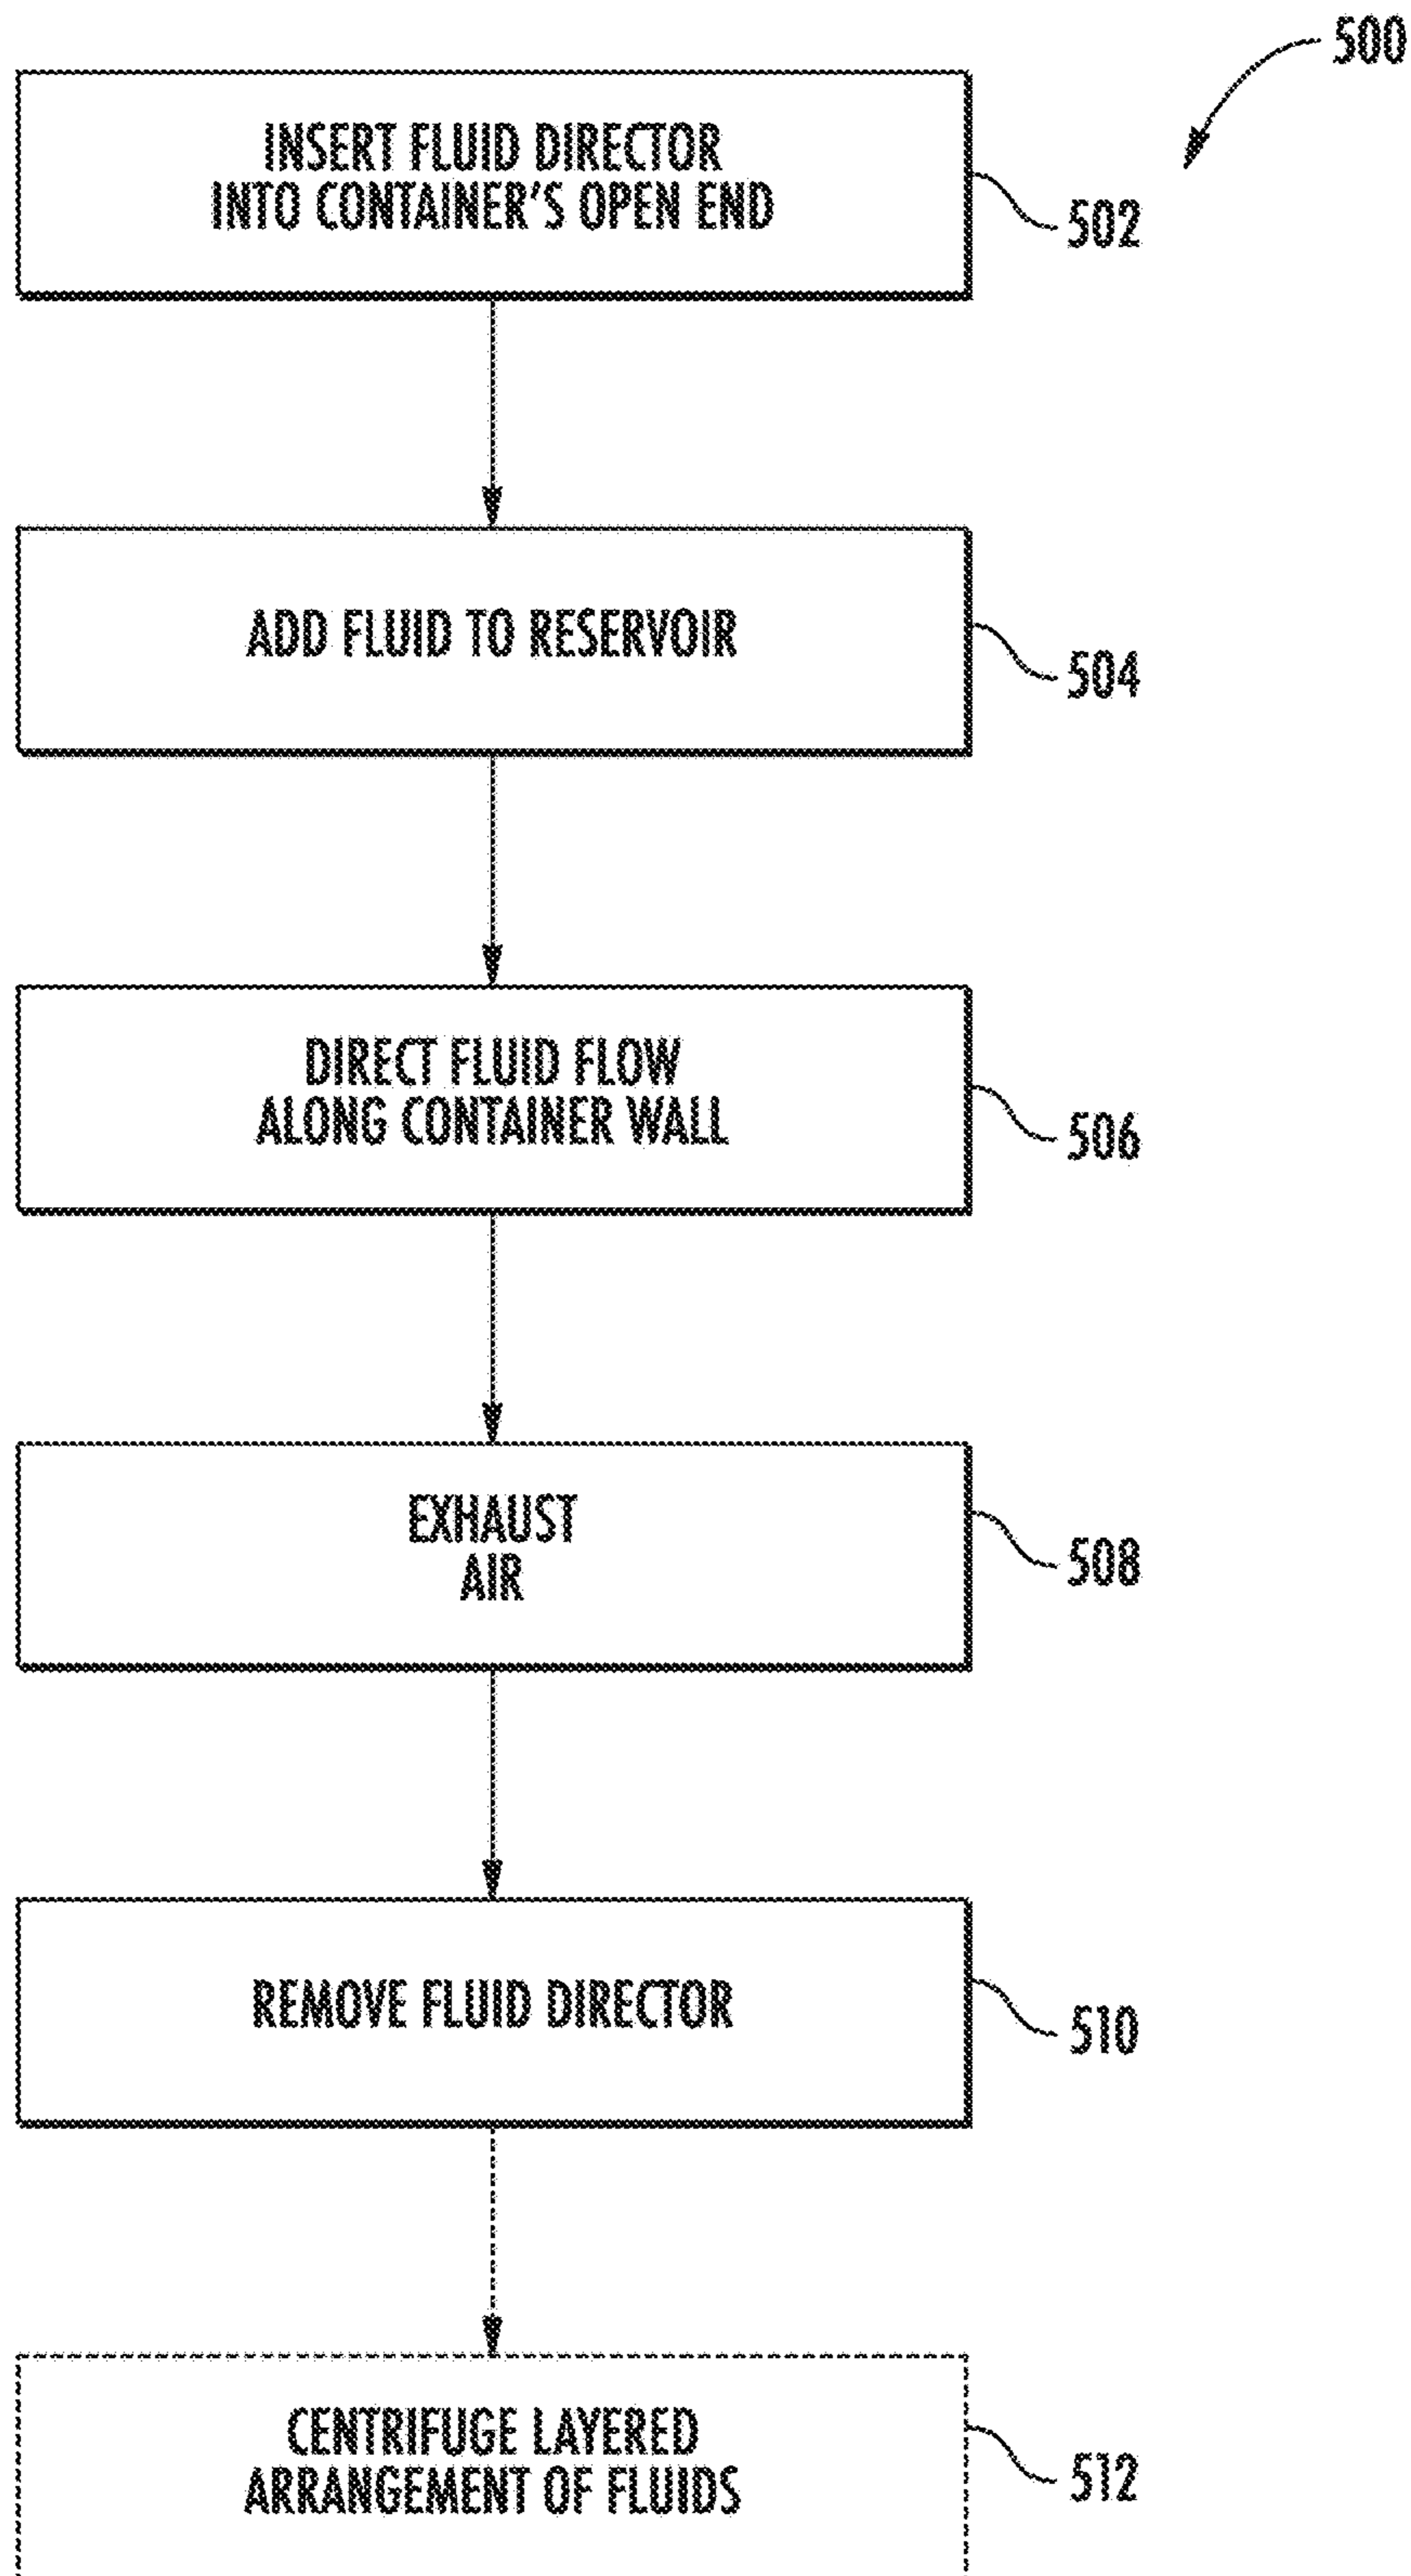 500
INSERT FLUID DIRECTOR
INTO CONTAINER'S OPEN END
502
ADD FLUID TO RESERVOIR
504
DIRECT FLUID FLOW
ALONG CONTAINER WALL
506
EXHAUST
AIR
508
REMOVE FLUID DIRECTOR
510
CENTRIFUGE LAYERED
ARRANGEMENT OF FLUIDS
512